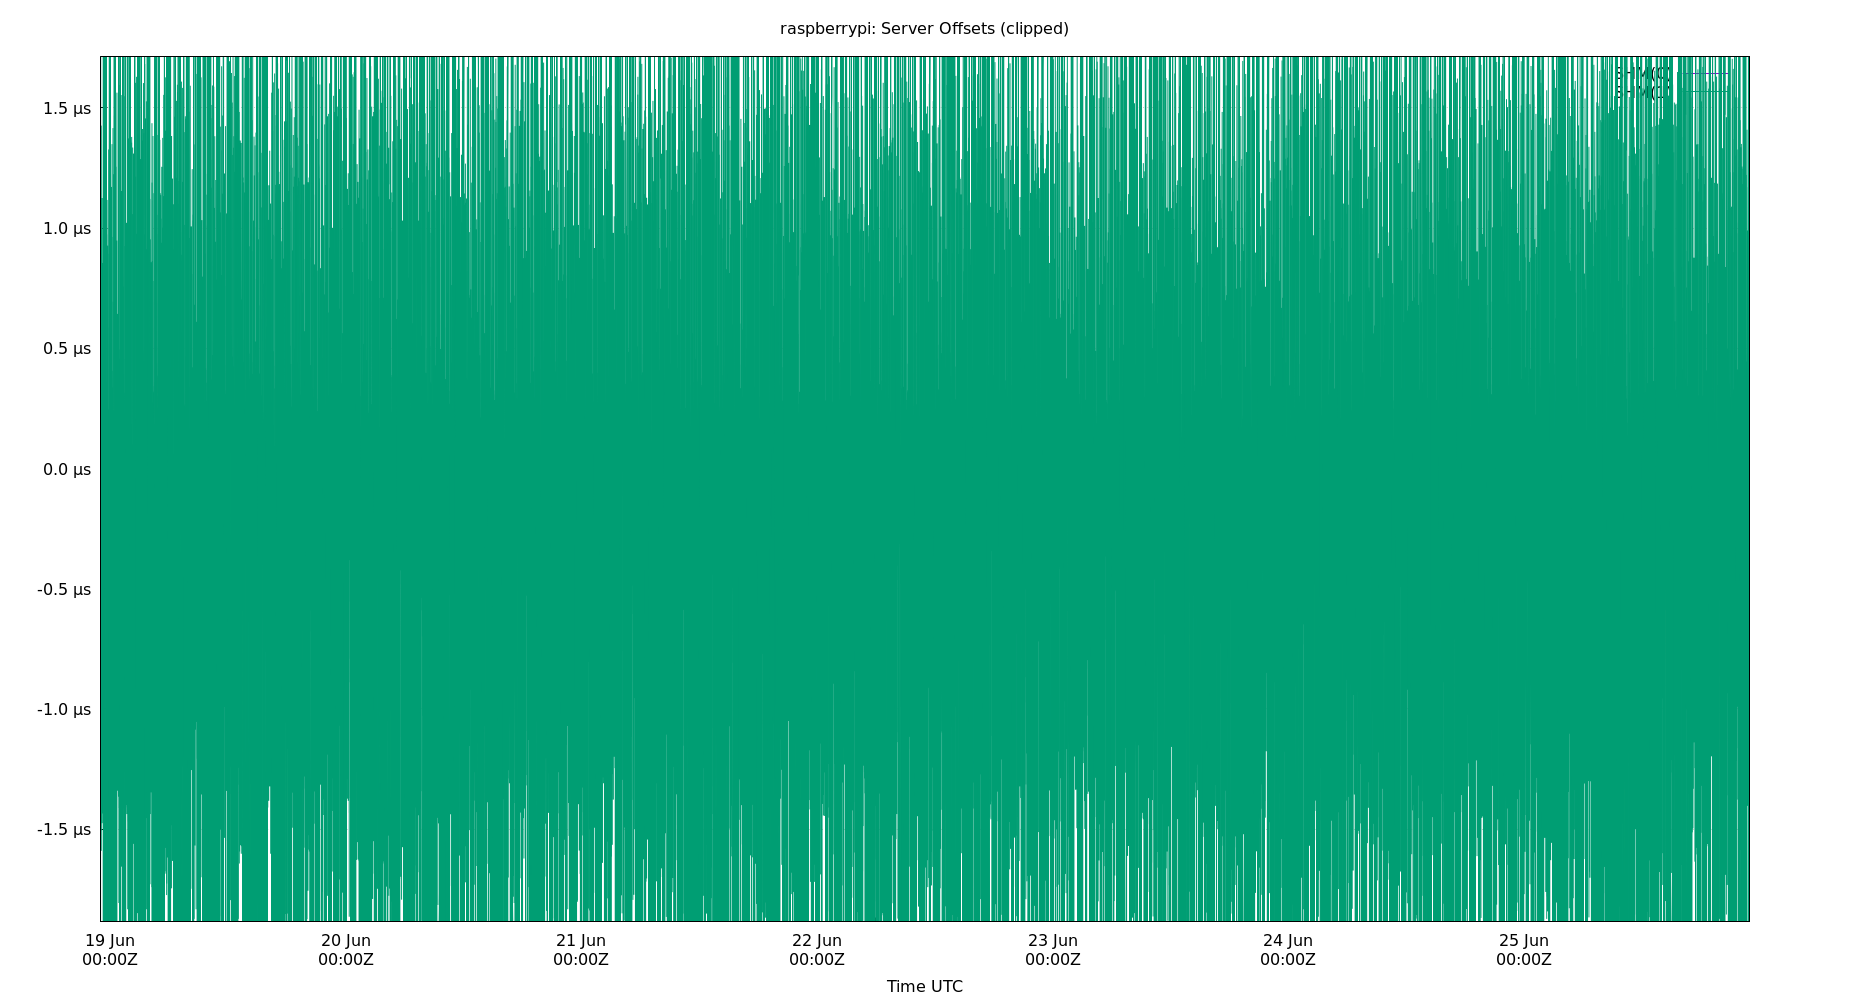 raspberrypi: Server Offsets (clipped)
1.5 µs
1.0 µs
0.5 µs
0.0 µs
-0.5 µs
-1.0 µs
-1.5 µs
19 Jun
00:00Z
20 Jun
00:00Z
21 Jun
00:00Z
22 Jun
00:00Z
23 Jun
00:00Z
24 Jun
00:00Z
25 Jun
00:00Z
Time UTC